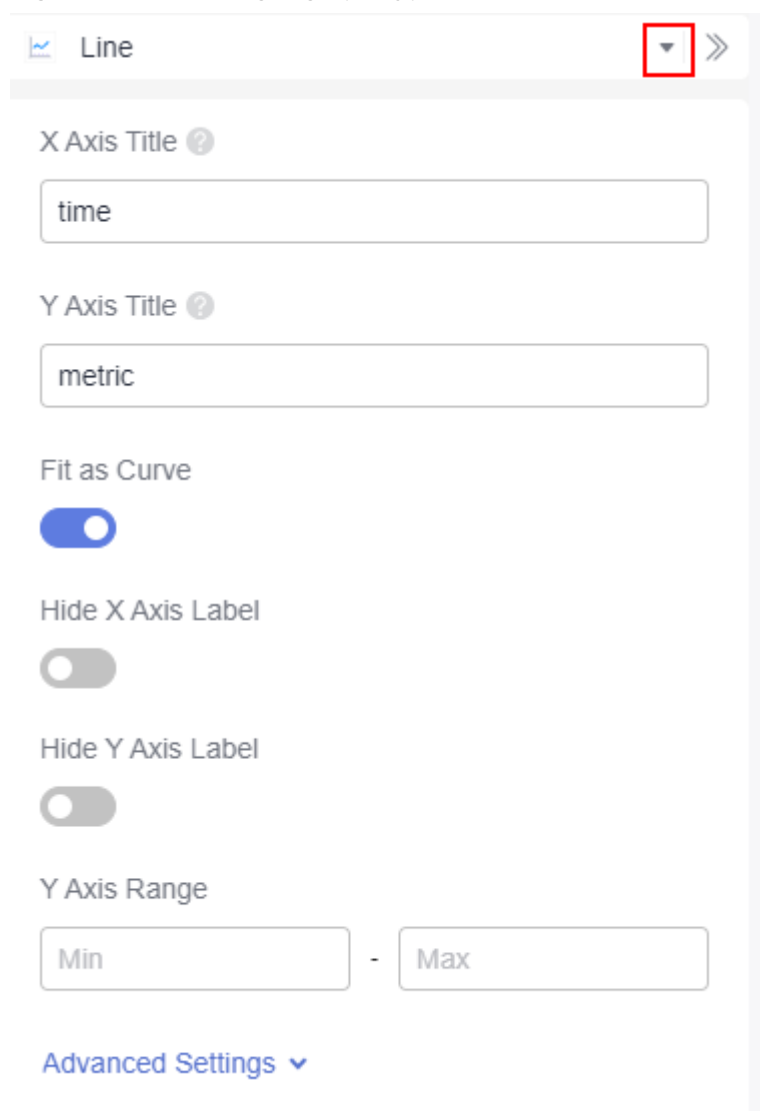 Line
X Axis Title ?
time
Y Axis Title ?
metric
Fit as Curve
Hide X Axis Label
Hide Y Axis Label
Y Axis Range
Min - Max
Advanced Settings